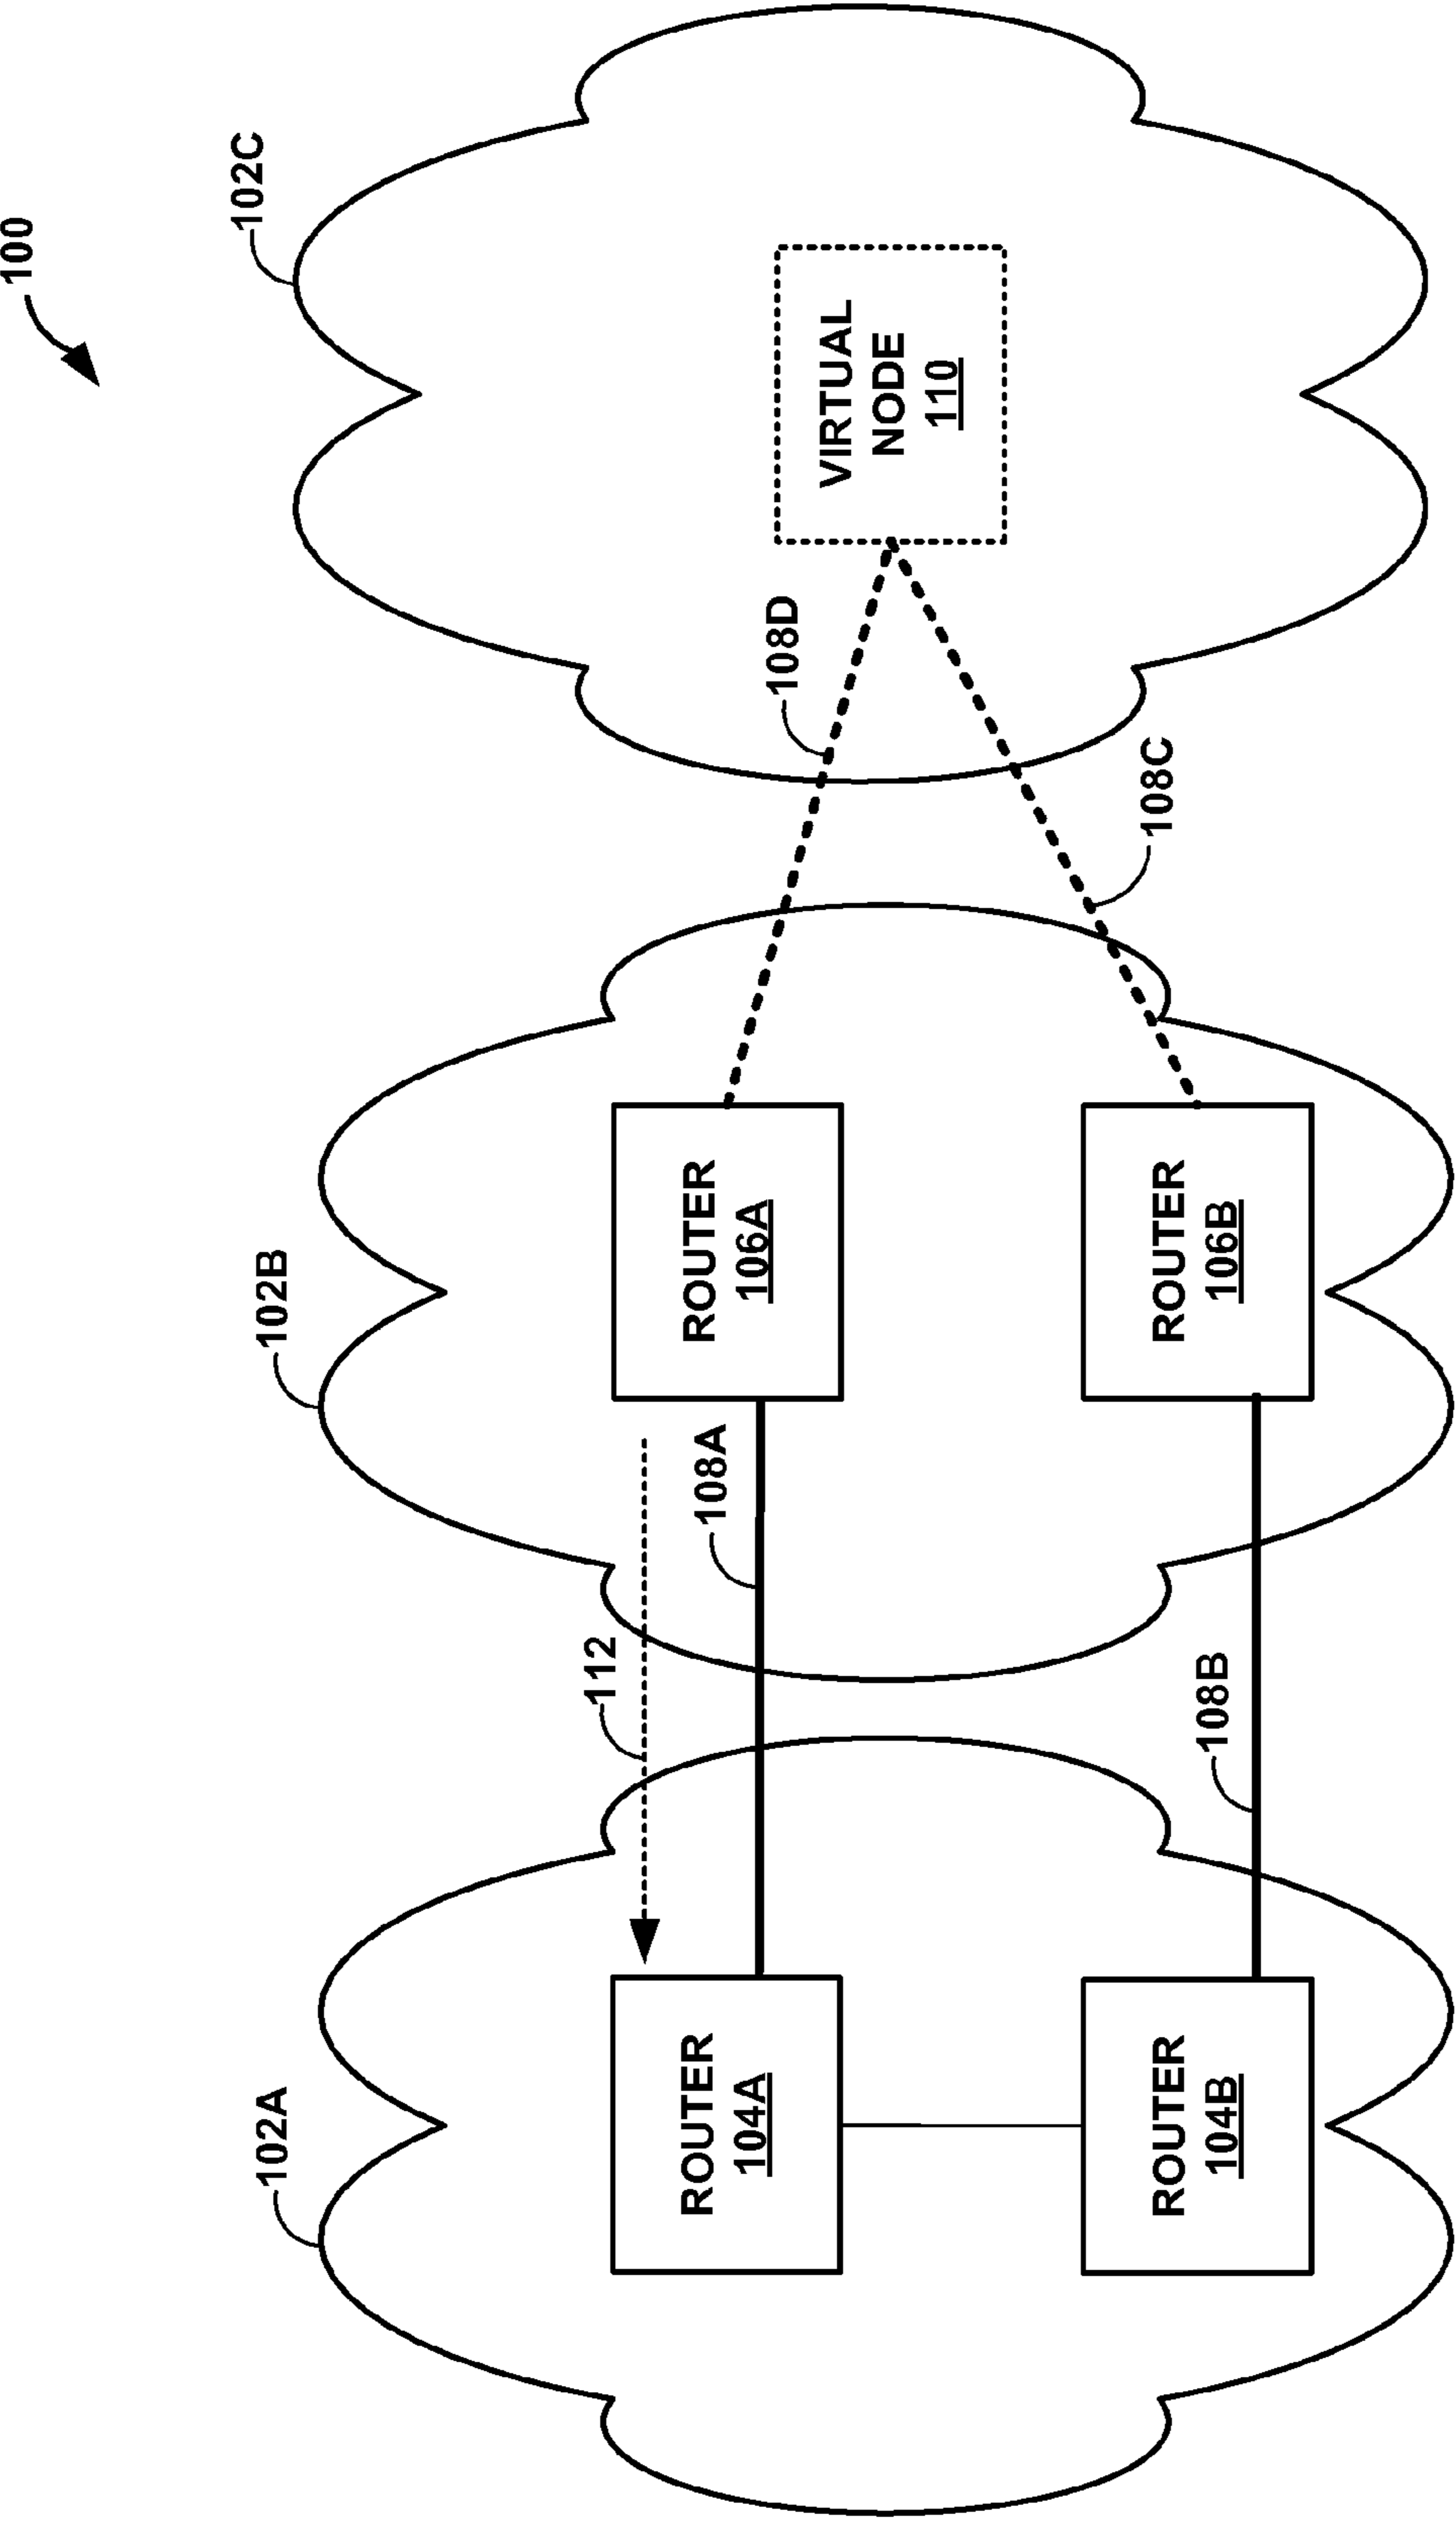 100
102A
102B
102C
112
ROUTER
104A
108A
ROUTER
106A
108D
VIRTUAL
NODE
110
ROUTER
104B
108B
ROUTER
106B
108C